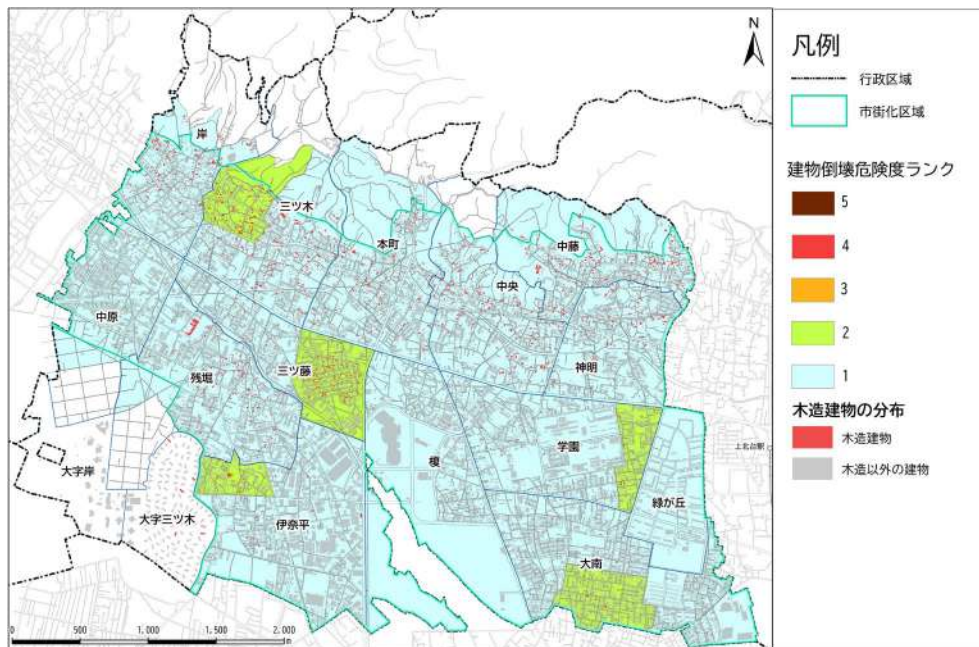 N
岸
三ツ木
本町
中藤
中央
中原
残堀
三ツ藤
神明
学園
榎
上北台駅
緑が丘
大字岸
大字三ツ木
伊奈平
大南
0 500 1,000 1,500 2,000
m
凡例
行政区域
市街化区域
建物倒壊危険度ランク
5
4
3
2
1
木造建物の分布
木造建物
木造以外の建物